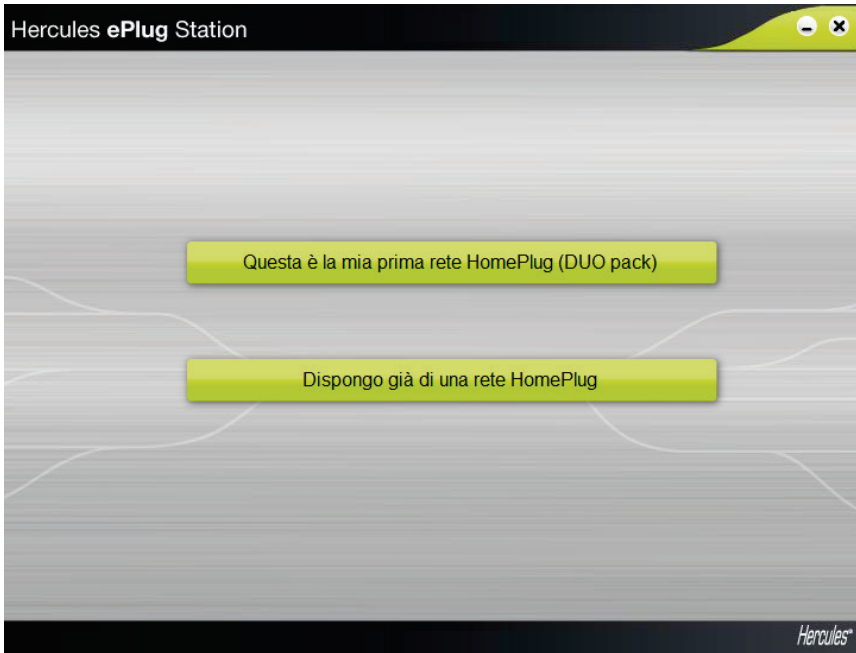 Hercules ePlug Station
Questa è la mia prima rete HomePlug (DUO pack)
Dispongo già di una rete HomePlug
Hercules®